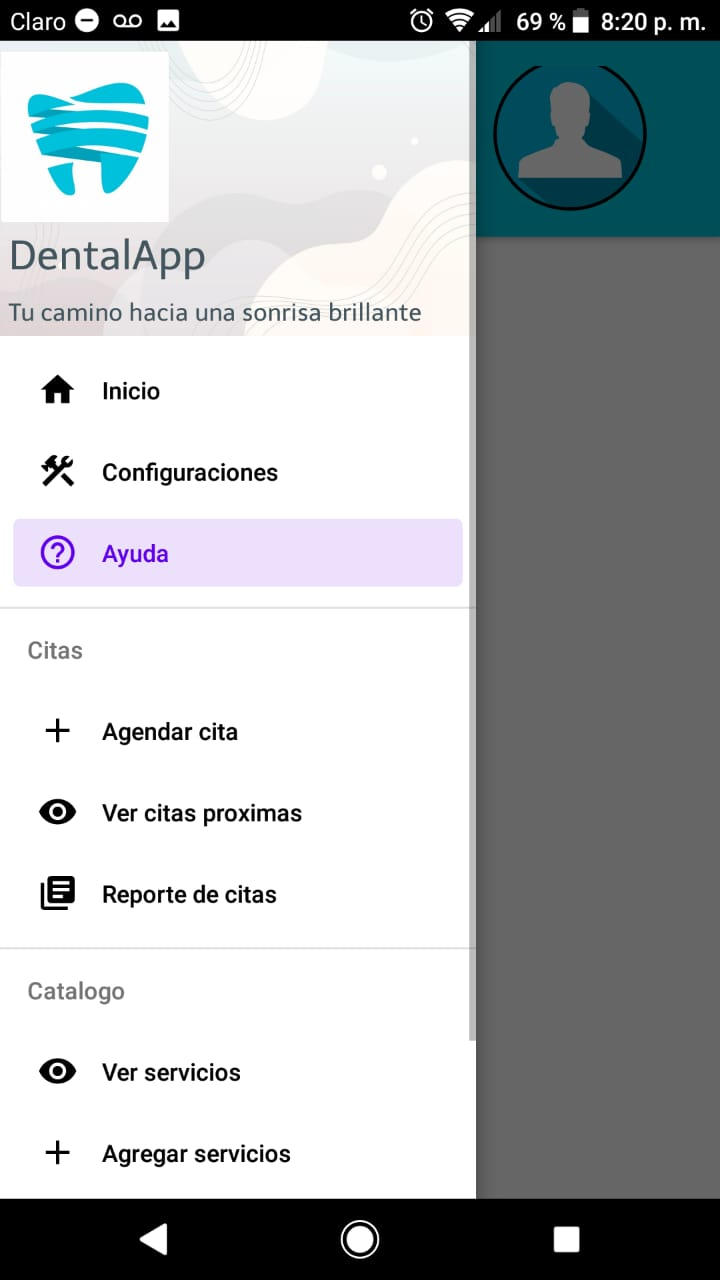 Claro 69 % 8:20 p. m.
DentalApp
Tu camino hacia una sonrisa brillante
Inicio
Configuraciones
Ayuda
Citas
Agendar cita
Ver citas proximas
Reporte de citas
Catalogo
Ver servicios
Agregar servicios